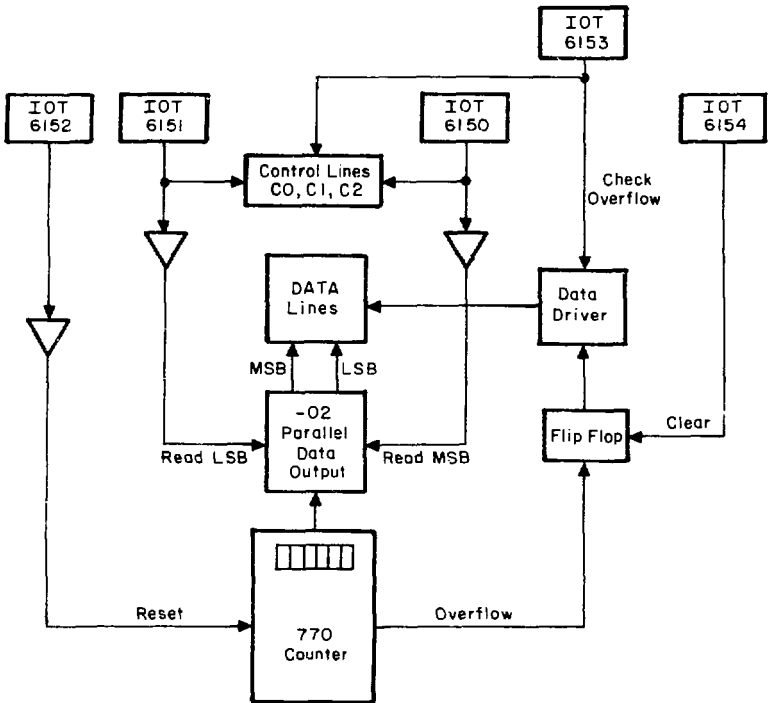 IOT
6153
IOT
6152
IOT
6151
IOT
6150
IOT
6154
Control Lines
C0, C1, C2
Check
Overflow
DATA
Lines
Data
Driver
MSB
LSB
-02
Parallel
Data
Output
Flip Flop
Clear
Read LSB
Read MSB
Reset
Overflow
770
Counter